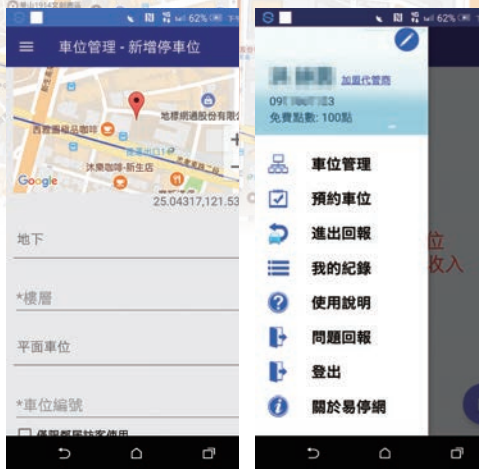 62%
車位管理 - 新增停車位
地標網通股份有限公
西雅圖極品咖啡
沐樂咖啡-新生店
Google
25.04317,121.53
地下
*樓層
平面車位
*車位編號
62%
加盟代管商
免費點數: 100點
車位管理
預約車位
進出回報
我的紀錄
使用說明
問題回報
登出
關於易停網
位
收入